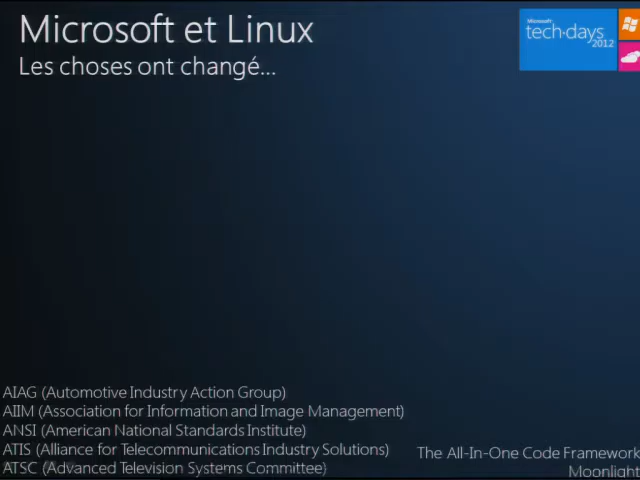 Microsoft et Linux
Les choses ont changé...
Microsoft
tech·days
2012
AIAG (Automotive Industry Action Group)
AIIM (Association for Information and Image Management)
ANSI (American National Standards Institute)
ATIS (Alliance for Telecommunications Industry Solutions)
ATSC (Advanced Television Systems Committee)
The All-In-One Code Framework
Moonlight